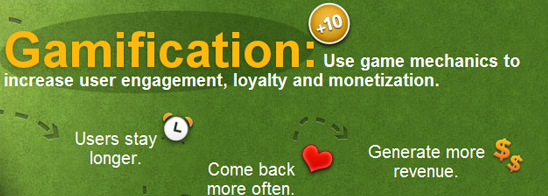 +10
Gamification: Use game mechanics to
increase user engagement, loyalty and monetization.
Users stay
longer.
Come back
more often.
Generate more
revenue.
$$